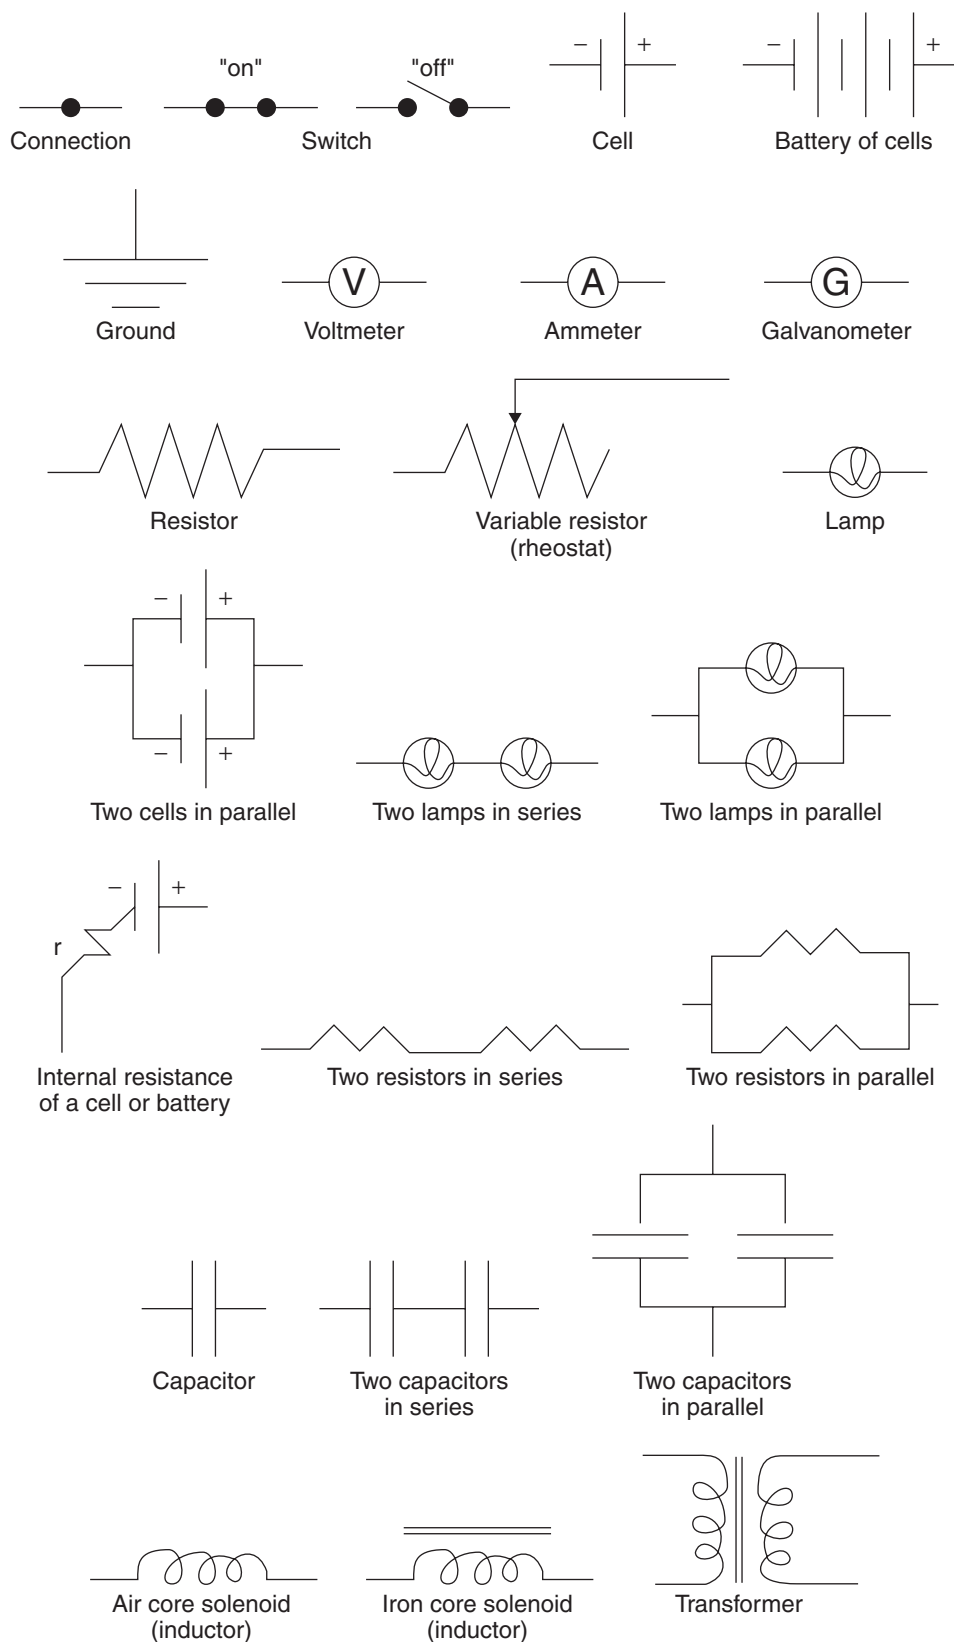 "on" "off" − + − +
Connection Switch Cell Battery of cells
V A G
Ground Voltmeter Ammeter Galvanometer
Resistor Variable resistor Lamp
(rheostat)
− +
− +
Two cells in parallel Two lamps in series Two lamps in parallel
− +
r
Internal resistance Two resistors in series Two resistors in parallel
of a cell or battery
Capacitor Two capacitors Two capacitors
in series in parallel
Air core solenoid Iron core solenoid Transformer
(inductor) (inductor)